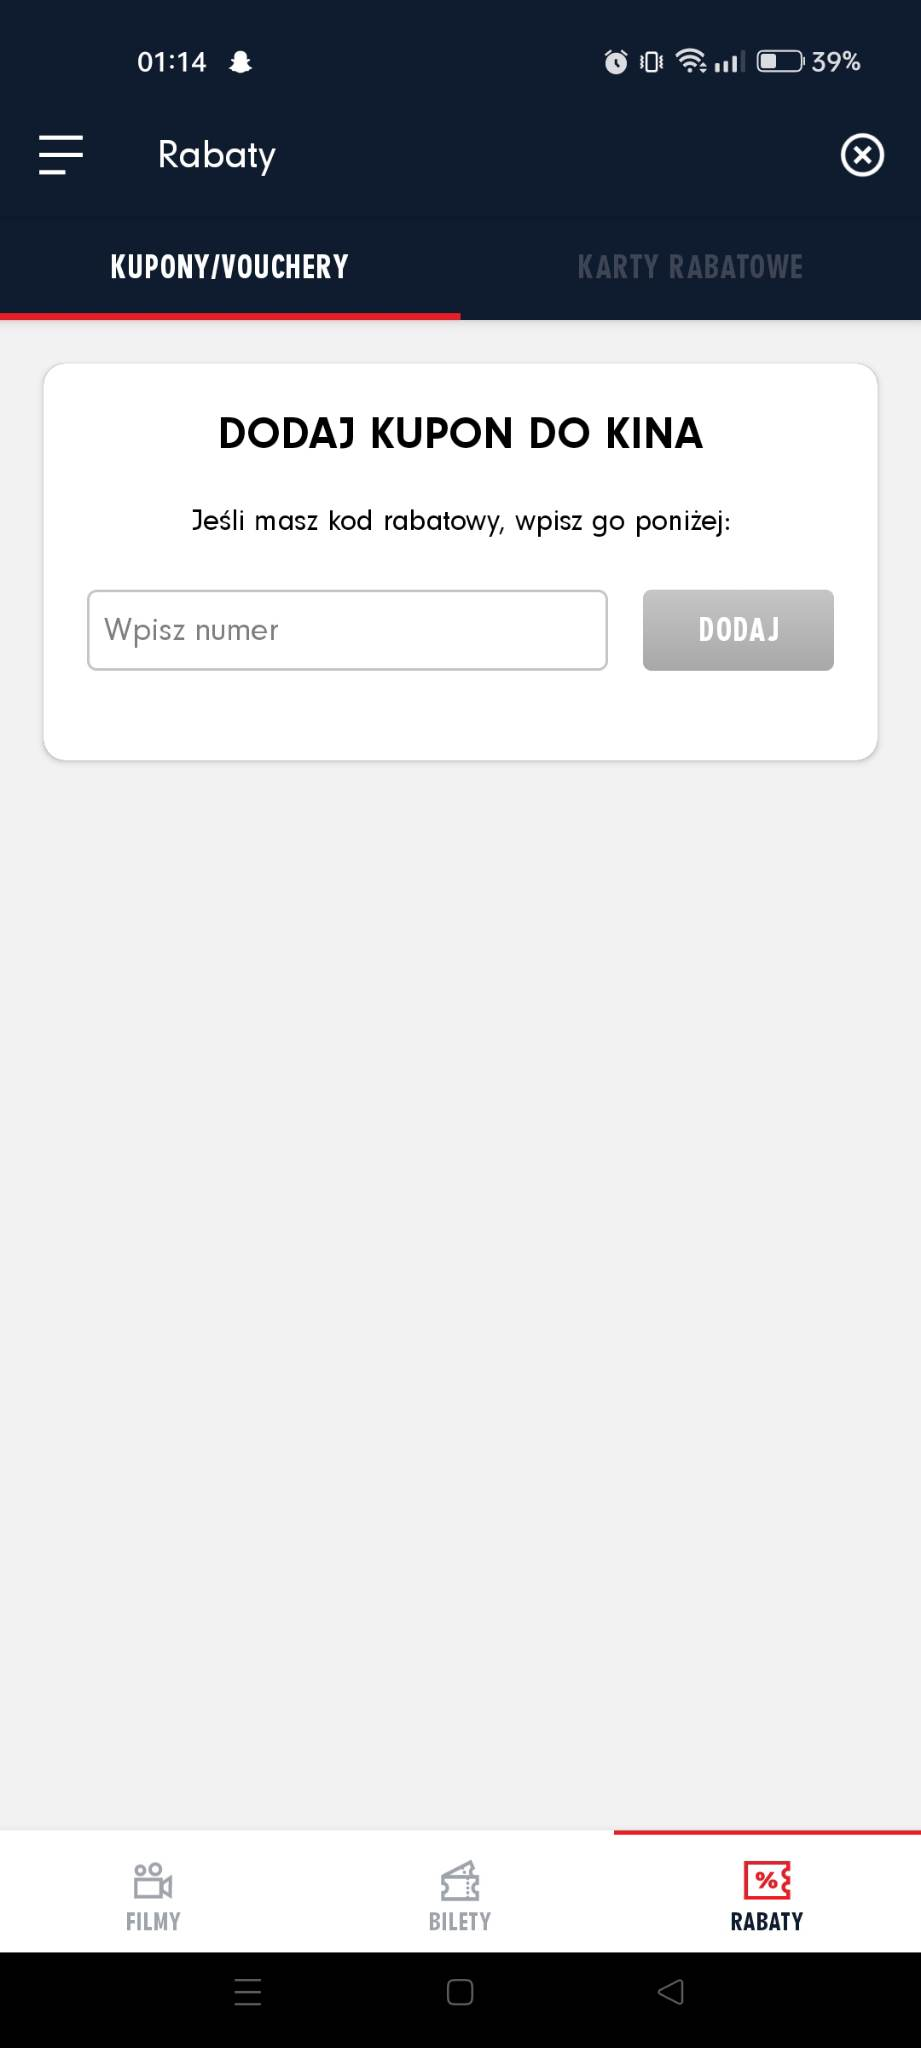 01:14
39%
Rabaty
KUPONY/VOUCHERY
KARTY RABATOWE
DODAJ KUPON DO KINA
Jeśli masz kod rabatowy, wpisz go poniżej:
Wpisz numer
DODAJ
%
FILMY
BILETY
RABATY